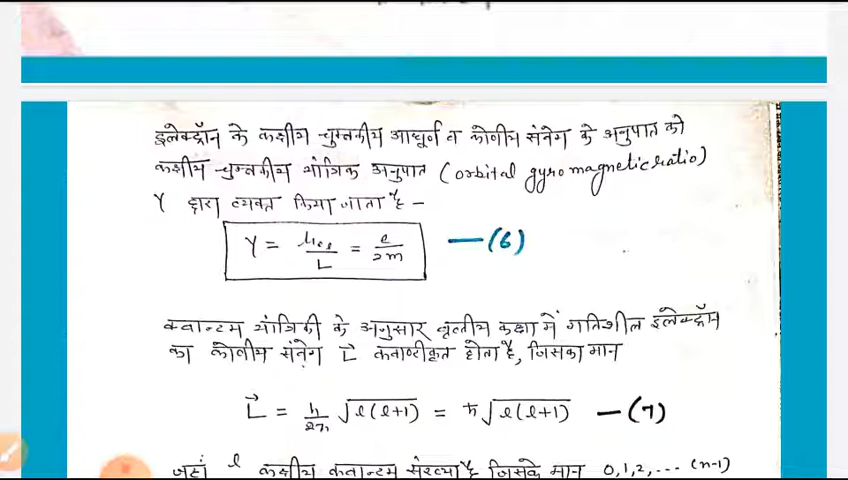 इलेक्ट्रॉन के कक्षीय चुम्बकीय आघूर्ण व कोणीय संवेग के अनुपात को
कक्षीय चुम्बकीय यांत्रिक अनुपात (orbital gyromagnetic ratio)
γ द्वारा व्यक्त किया जाता है -
γ = μeℓ/L = e/2m —(6)
क्वान्टम यांत्रिकी के अनुसार वृत्तीय कक्षा में गतिशील इलेक्ट्रॉन
का कोणीय संवेग L⃗ क्वाण्टीकृत होता है, जिसका मान
L⃗ = h/2π √ℓ(ℓ+1) = ħ√ℓ(ℓ+1) —(7)
जहां ℓ कक्षीय क्वान्टम संख्या है जिसके मान 0,1,2,... (n-1)